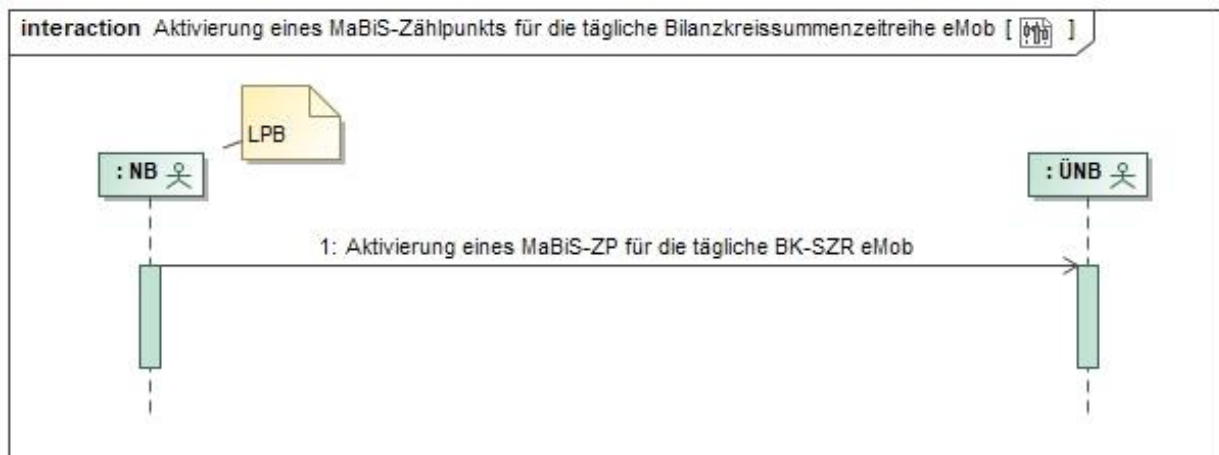 interaction Aktivierung eines MaBiS-Zählpunkts für die tägliche Bilanzkreissummenzeitreihe eMob [ ]
LPB
: NB
: ÜNB
1: Aktivierung eines MaBiS-ZP für die tägliche BK-SZR eMob